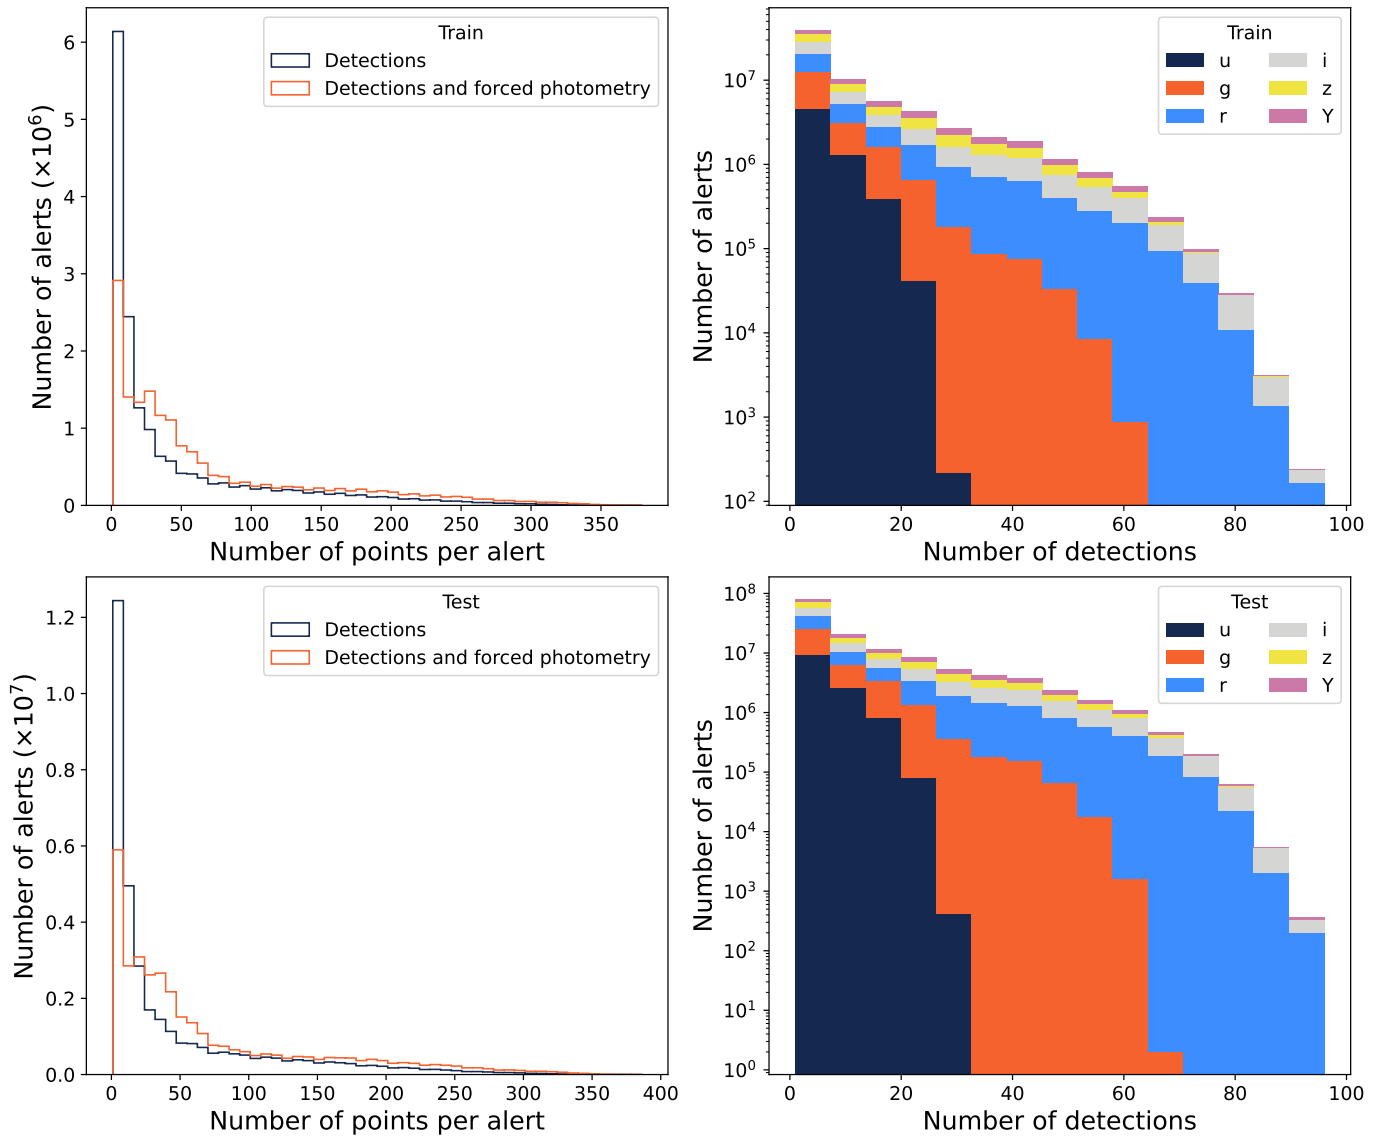 Train
Detections
Detections and forced photometry
6
5
4
3
2
1
0
Number of alerts (×10⁶)
0 50 100 150 200 250 300 350
Number of points per alert
Train
u i
g z
r Y
10⁷
10⁶
10⁵
10⁴
10³
10²
Number of alerts
0 20 40 60 80 100
Number of detections
Test
Detections
Detections and forced photometry
1.2
1.0
0.8
0.6
0.4
0.2
0.0
Number of alerts (×10⁷)
0 50 100 150 200 250 300 350 400
Number of points per alert
Test
u i
g z
r Y
10⁸
10⁷
10⁶
10⁵
10⁴
10³
10²
10¹
10⁰
Number of alerts
0 20 40 60 80 100
Number of detections